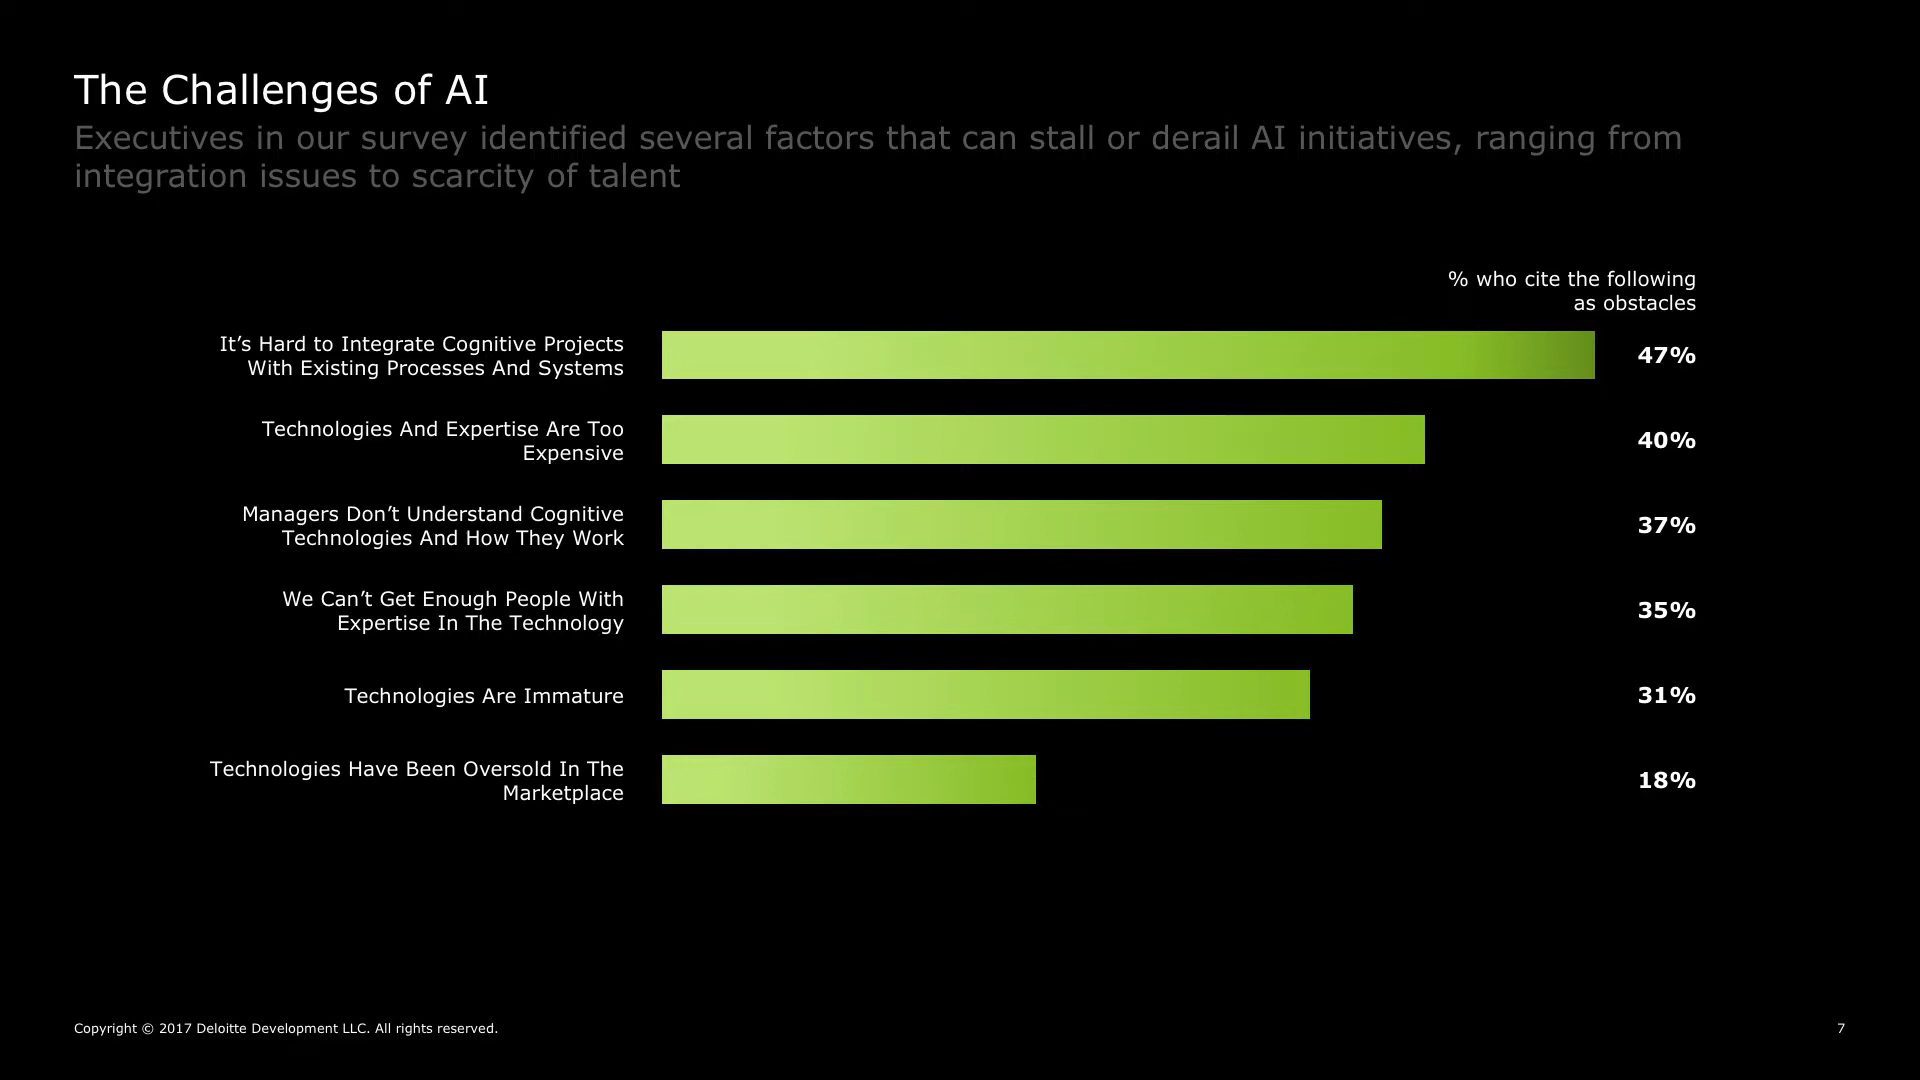 The Challenges of AI
Executives in our survey identified several factors that can stall or derail AI initiatives, ranging from
integration issues to scarcity of talent
% who cite the following
as obstacles
It’s Hard to Integrate Cognitive Projects
With Existing Processes And Systems
47%
Technologies And Expertise Are Too
Expensive
40%
Managers Don’t Understand Cognitive
Technologies And How They Work
37%
We Can’t Get Enough People With
Expertise In The Technology
35%
Technologies Are Immature
31%
Technologies Have Been Oversold In The
Marketplace
18%
Copyright © 2017 Deloitte Development LLC. All rights reserved.
7